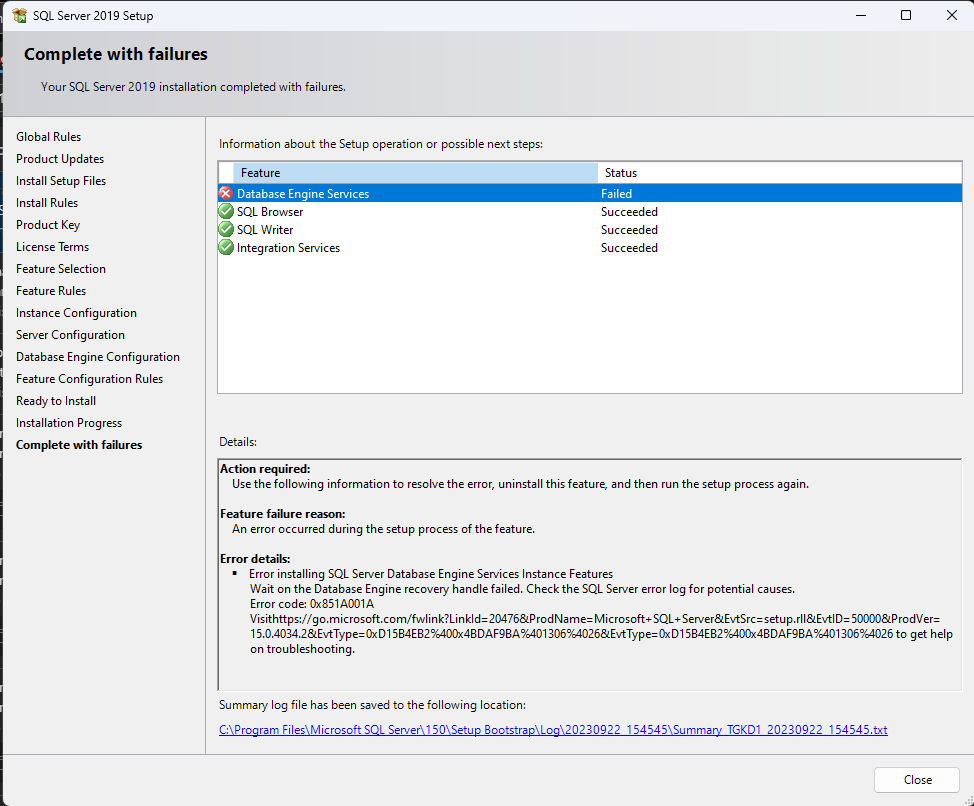 SQL Server 2019 Setup
Complete with failures
Your SQL Server 2019 installation completed with failures.
Global Rules
Product Updates
Install Setup Files
Install Rules
Product Key
License Terms
Feature Selection
Feature Rules
Instance Configuration
Server Configuration
Database Engine Configuration
Feature Configuration Rules
Ready to Install
Installation Progress
Complete with failures
Information about the Setup operation or possible next steps:
Feature Status
Database Engine Services Failed
SQL Browser Succeeded
SQL Writer Succeeded
Integration Services Succeeded
Details:
Action required:
Use the following information to resolve the error, uninstall this feature, and then run the setup process again.
Feature failure reason:
An error occurred during the setup process of the feature.
Error details:
Error installing SQL Server Database Engine Services Instance Features
Wait on the Database Engine recovery handle failed. Check the SQL Server error log for potential causes.
Error code: 0x851A001A
Visithttps://go.microsoft.com/fwlink?LinkId=20476&ProdName=Microsoft+SQL+Server&EvtSrc=setup.rll&EvtID=50000&ProdVer=
15.0.4034.2&EvtType=0xD15B4EB2%400x4BDAF9BA%401306%4026&EvtType=0xD15B4EB2%400x4BDAF9BA%401306%4026 to get help
on troubleshooting.
Summary log file has been saved to the following location:
C:\Program Files\Microsoft SQL Server\150\Setup Bootstrap\Log\20230922_154545\Summary_TGKD1_20230922_154545.txt
Close